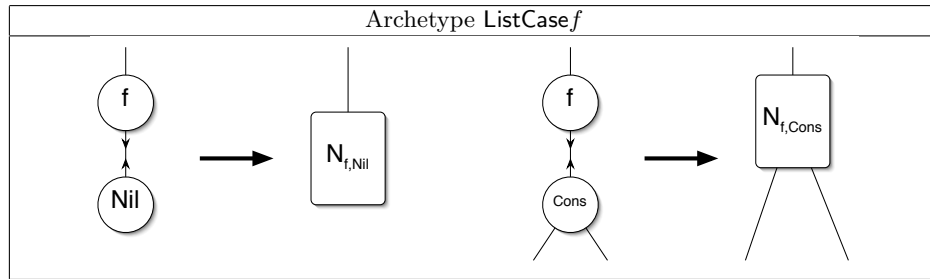 Archetype ListCase f
f
Nil
N_{f,Nil}
f
Cons
N_{f,Cons}